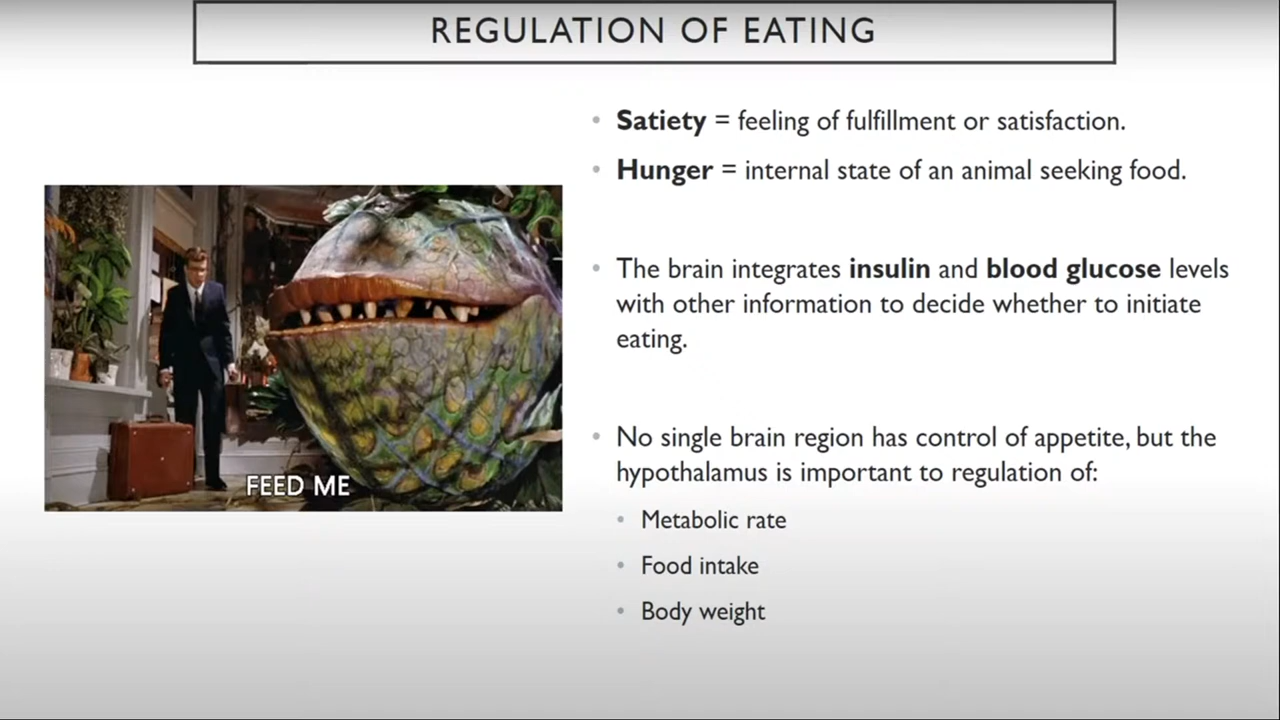 REGULATION OF EATING
Satiety = feeling of fulfillment or satisfaction.
Hunger = internal state of an animal seeking food.
The brain integrates insulin and blood glucose levels
with other information to decide whether to initiate
eating.
No single brain region has control of appetite, but the
hypothalamus is important to regulation of:
Metabolic rate
Food intake
Body weight
FEED ME